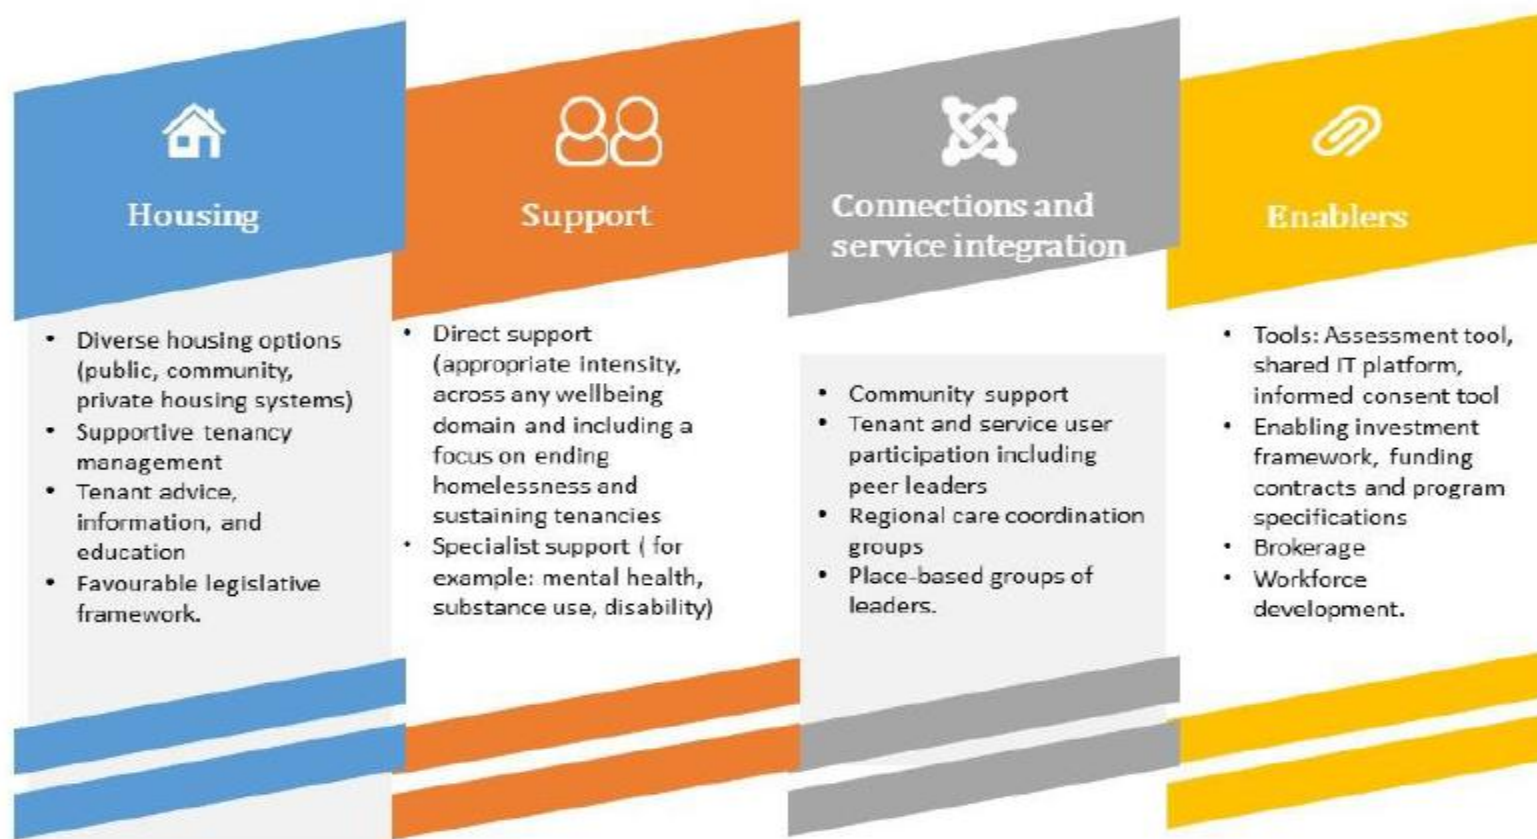 Housing
• Diverse housing options
(public, community,
private housing systems)
• Supportive tenancy
management
• Tenant advice,
information, and
education
• Favourable legislative
framework.
Support
• Direct support
(appropriate intensity,
across any wellbeing
domain and including a
focus on ending
homelessness and
sustaining tenancies
• Specialist support ( for
example: mental health,
substance use, disability)
Connections and
service integration
• Community support
• Tenant and service user
participation including
peer leaders
• Regional care coordination
groups
• Place-based groups of
leaders.
Enablers
• Tools: Assessment tool,
shared IT platform,
informed consent tool
• Enabling investment
framework, funding
contracts and program
specifications
• Brokerage
• Workforce
development.